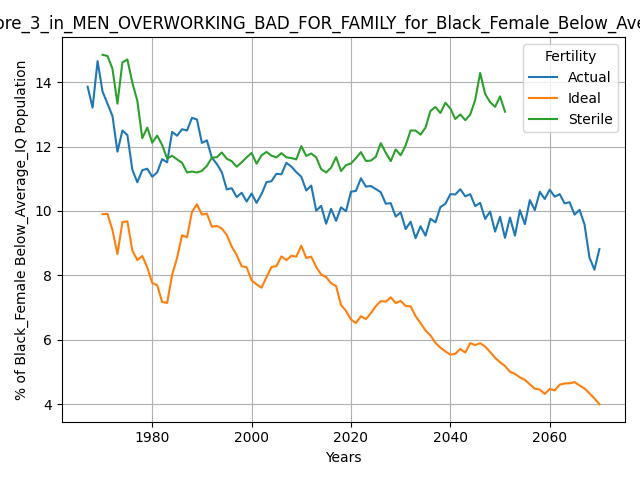 ore_3_in_MEN_OVERWORKING_BAD_FOR_FAMILY_for_Black_Female_Below_Ave
% of Black_Female Below_Average_IQ Population
14
12
10
8
6
4
Fertility
Actual
Ideal
Sterile
1980
2000
2020
2040
2060
Years